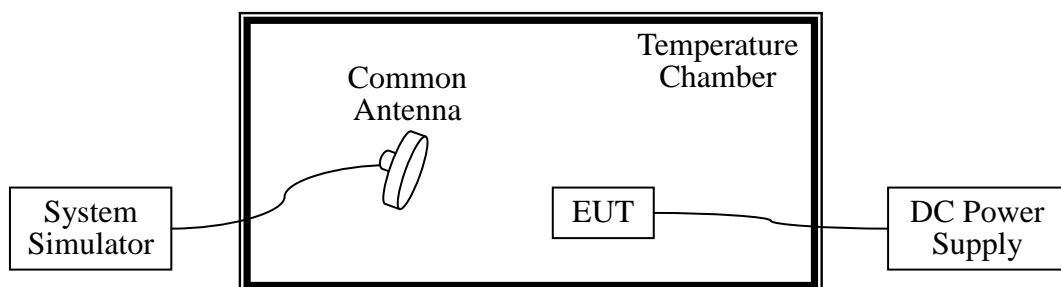 Temperature
Chamber
Common
Antenna
System
Simulator
EUT
DC Power
Supply